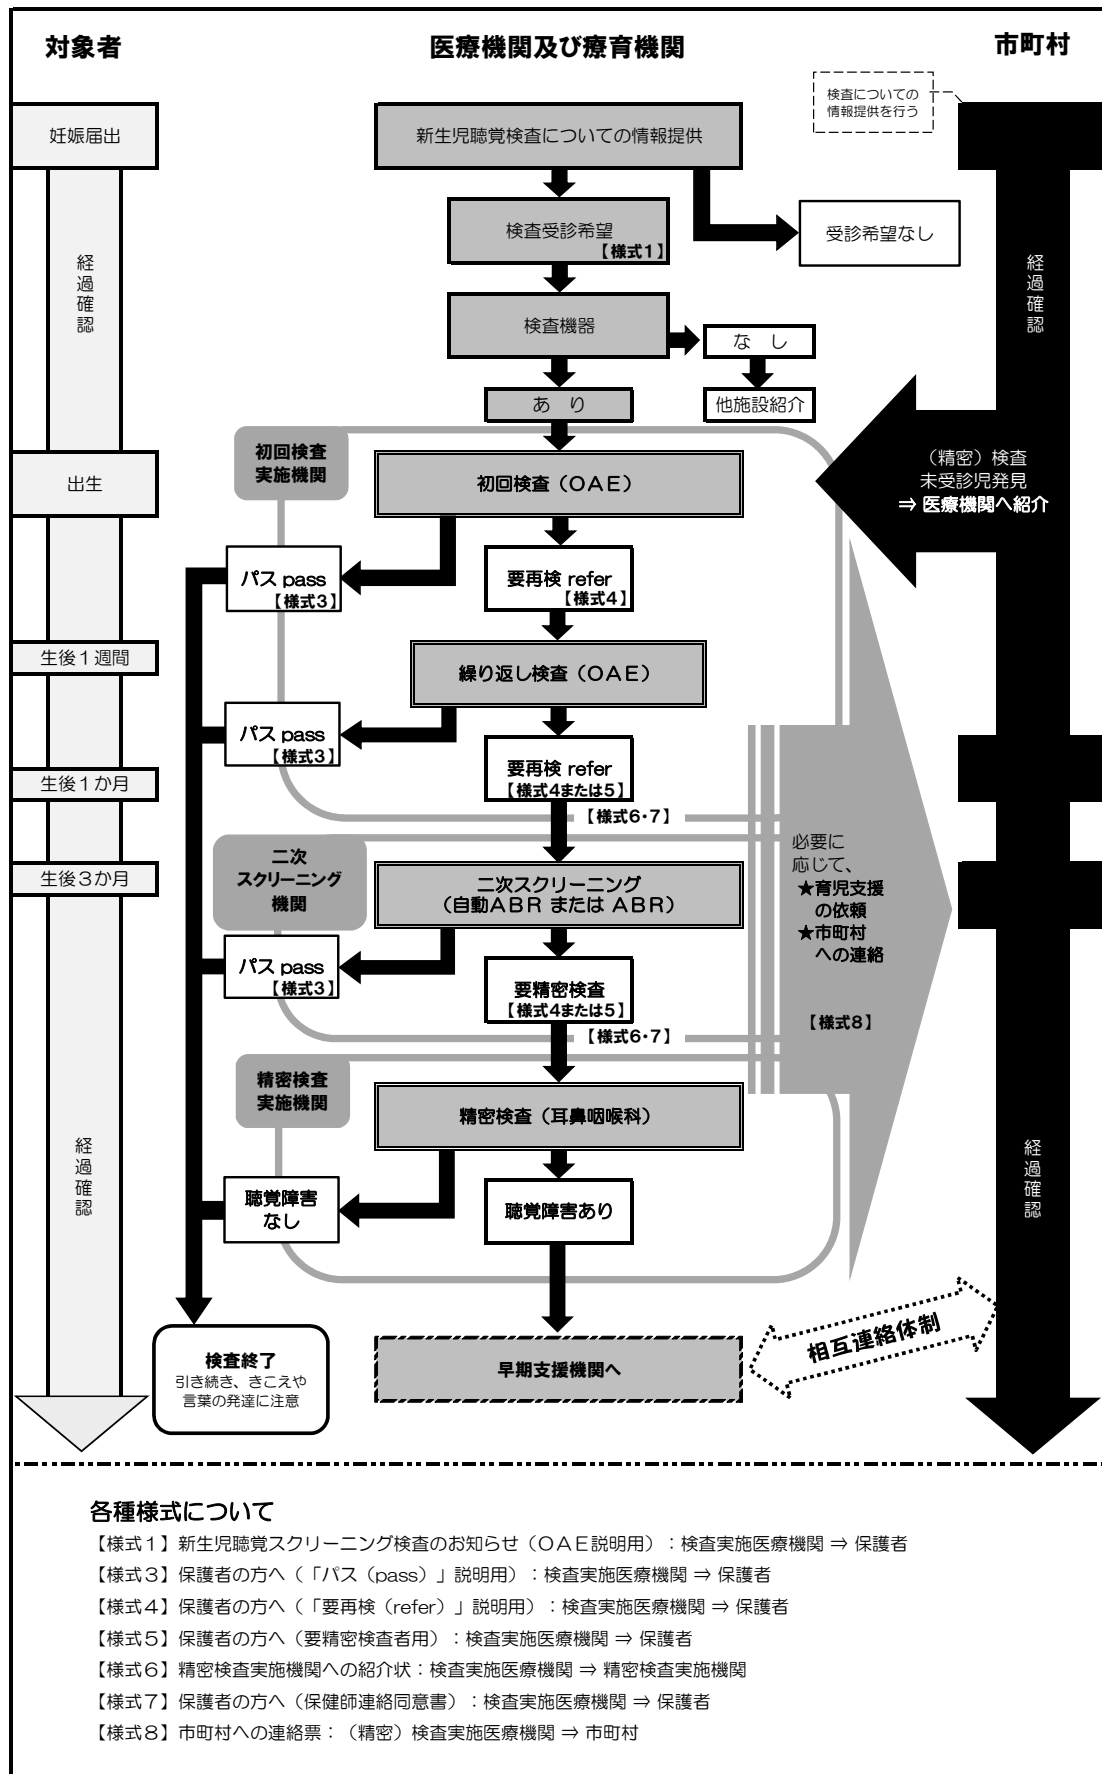 対象者
医療機関及び療育機関
市町村
検査についての
情報提供を行う
妊娠届出
新生児聴覚検査についての情報提供
検査受診希望
【様式1】
受診希望なし
経過確認
経過確認
検査機器
な し
あ り
他施設紹介
初回検査
実施機関
（精密）検査
未受診児発見
⇒ 医療機関へ紹介
出生
初回検査（OAE）
パス pass
【様式3】
要再検 refer
【様式4】
生後１週間
繰り返し検査（OAE）
パス pass
【様式3】
要再検 refer
【様式4または5】
生後１か月
【様式6・7】
二次
スクリーニング
機関
必要に
応じて、
★育児支援
の依頼
★市町村
への連絡
【様式8】
生後３か月
二次スクリーニング
（自動ABR または ABR）
パス pass
【様式3】
要精密検査
【様式4または5】
【様式6・7】
精密検査
実施機関
精密検査（耳鼻咽喉科）
経過確認
経過確認
聴覚障害
なし
聴覚障害あり
相互連絡体制
検査終了
引き続き、きこえや
言葉の発達に注意
早期支援機関へ
各種様式について
【様式１】新生児聴覚スクリーニング検査のお知らせ（ＯＡＥ説明用）：検査実施医療機関 ⇒ 保護者
【様式３】保護者の方へ（「パス（pass）」説明用）：検査実施医療機関 ⇒ 保護者
【様式４】保護者の方へ（「要再検（refer）」説明用）：検査実施医療機関 ⇒ 保護者
【様式５】保護者の方へ（要精密検査者用）：検査実施医療機関 ⇒ 保護者
【様式６】精密検査実施機関への紹介状：検査実施医療機関 ⇒ 精密検査実施機関
【様式７】保護者の方へ（保健師連絡同意書）：検査実施医療機関 ⇒ 保護者
【様式８】市町村への連絡票：（精密）検査実施医療機関 ⇒ 市町村